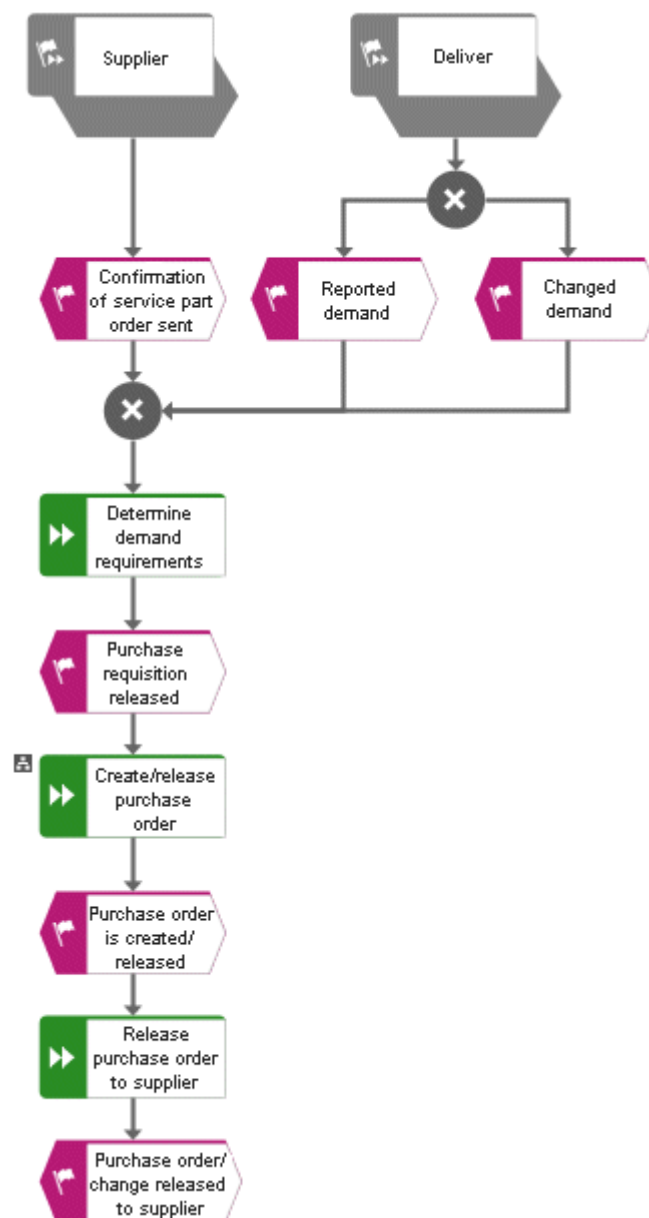 Supplier
Deliver
Confirmation
of service part
order sent
Reported
demand
Changed
demand
Determine
demand
requirements
Purchase
requisition
released
Create/release
purchase
order
Purchase order
is created/
released
Release
purchase order
to supplier
Purchase order/
change released
to supplier